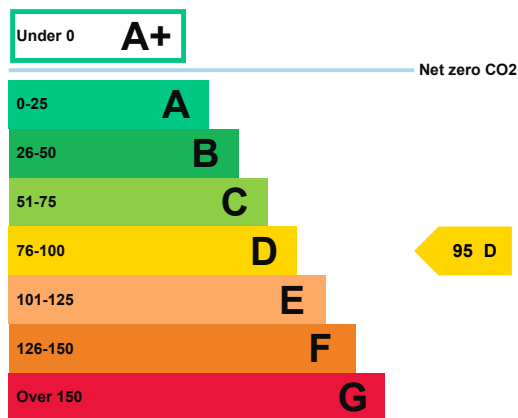 Under 0 A+
Net zero CO2
0-25 A
26-50 B
51-75 C
76-100 D
95 D
101-125 E
126-150 F
Over 150 G